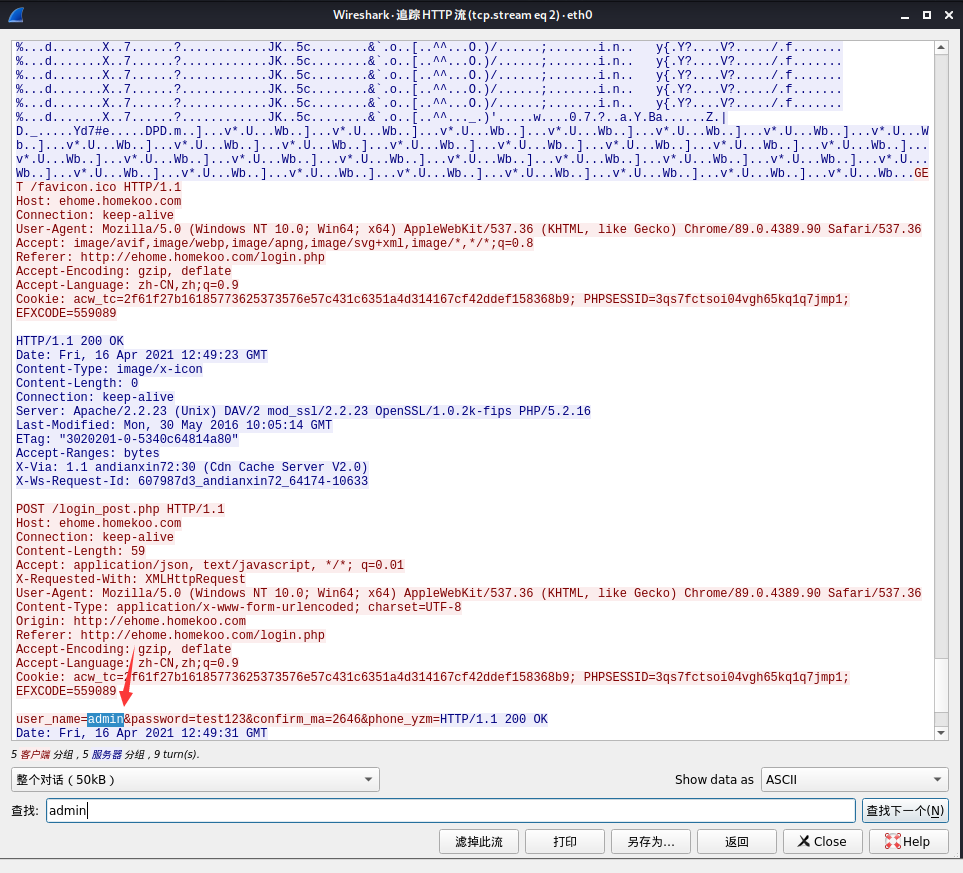 Wireshark · 追踪 HTTP 流 (tcp.stream eq 2) · eth0
%...d.......X..7......?............JK..5c........&`.o..[..^^...O.)/......;.......i.n..   y{.Y?....V?...../.f.......
%...d.......X..7......?............JK..5c........&`.o..[..^^...O.)/......;.......i.n..   y{.Y?....V?...../.f.......
%...d.......X..7......?............JK..5c........&`.o..[..^^...O.)/......;.......i.n..   y{.Y?....V?...../.f.......
%...d.......X..7......?............JK..5c........&`.o..[..^^...O.)/......;.......i.n..   y{.Y?....V?...../.f.......
%...d.......X..7......?............JK..5c........&`.o..[..^^...O.)/......;.......i.n..   y{.Y?....V?...../.f.......
%...d.......X..7......?............JK..5c........&`.o..[..^^..._.)'.....w....0.7.?..a.Y.Ba......Z.|
D._.....Yd7#e.....DPD.m..]...v*.U...Wb..]...v*.U...Wb..]...v*.U...Wb..]...v*.U...Wb..]...v*.U...Wb..]...v*.U...W
b..]...v*.U...Wb..]...v*.U...Wb..]...v*.U...Wb..]...v*.U...Wb..]...v*.U...Wb..]...v*.U...Wb..]...v*.U...Wb..]...
v*.U...Wb..]...v*.U...Wb..]...v*.U...Wb..]...v*.U...Wb..]...v*.U...Wb..]...v*.U...Wb..]...v*.U...Wb..]...v*.U...
Wb..]...v*.U...Wb..]...v*.U...Wb..]...v*.U...Wb..]...v*.U...Wb..]...v*.U...Wb..]...v*.U...Wb..]...v*.U...Wb...GE
T /favicon.ico HTTP/1.1
Host: ehome.homekoo.com
Connection: keep-alive
User-Agent: Mozilla/5.0 (Windows NT 10.0; Win64; x64) AppleWebKit/537.36 (KHTML, like Gecko) Chrome/89.0.4389.90 Safari/537.36
Accept: image/avif,image/webp,image/apng,image/svg+xml,image/*,*/*;q=0.8
Referer: http://ehome.homekoo.com/login.php
Accept-Encoding: gzip, deflate
Accept-Language: zh-CN,zh;q=0.9
Cookie: acw_tc=2f61f27b16185773625373576e57c431c6351a4d314167cf42ddef158368b9; PHPSESSID=3qs7fctsoi04vgh65kq1q7jmp1;
EFXCODE=559089
HTTP/1.1 200 OK
Date: Fri, 16 Apr 2021 12:49:23 GMT
Content-Type: image/x-icon
Content-Length: 0
Connection: keep-alive
Server: Apache/2.2.23 (Unix) DAV/2 mod_ssl/2.2.23 OpenSSL/1.0.2k-fips PHP/5.2.16
Last-Modified: Mon, 30 May 2016 10:05:14 GMT
ETag: "3020201-0-5340c64814a80"
Accept-Ranges: bytes
X-Via: 1.1 andianxin72:30 (Cdn Cache Server V2.0)
X-Ws-Request-Id: 607987d3_andianxin72_64174-10633
POST /login_post.php HTTP/1.1
Host: ehome.homekoo.com
Connection: keep-alive
Content-Length: 59
Accept: application/json, text/javascript, */*; q=0.01
X-Requested-With: XMLHttpRequest
User-Agent: Mozilla/5.0 (Windows NT 10.0; Win64; x64) AppleWebKit/537.36 (KHTML, like Gecko) Chrome/89.0.4389.90 Safari/537.36
Content-Type: application/x-www-form-urlencoded; charset=UTF-8
Origin: http://ehome.homekoo.com
Referer: http://ehome.homekoo.com/login.php
Accept-Encoding: gzip, deflate
Accept-Language: zh-CN,zh;q=0.9
Cookie: acw_tc=2f61f27b16185773625373576e57c431c6351a4d314167cf42ddef158368b9; PHPSESSID=3qs7fctsoi04vgh65kq1q7jmp1;
EFXCODE=559089
user_name=admin&password=test123&confirm_ma=2646&phone_yzm=HTTP/1.1 200 OK
Date: Fri, 16 Apr 2021 12:49:31 GMT
5 客户端 分组 , 5 服务器 分组 , 9 turn(s).
整个对话 ( 50kB )
Show data as ASCII
查找: admin 查找下一个(N)
滤掉此流 打印 另存为… 返回 Close Help